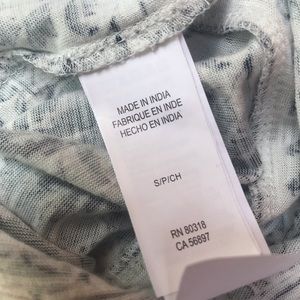 MADE IN INDIA
FABRIQUE EN INDE
HECHO EN INDIA
S/P/CH
RN 80318
CA 56897